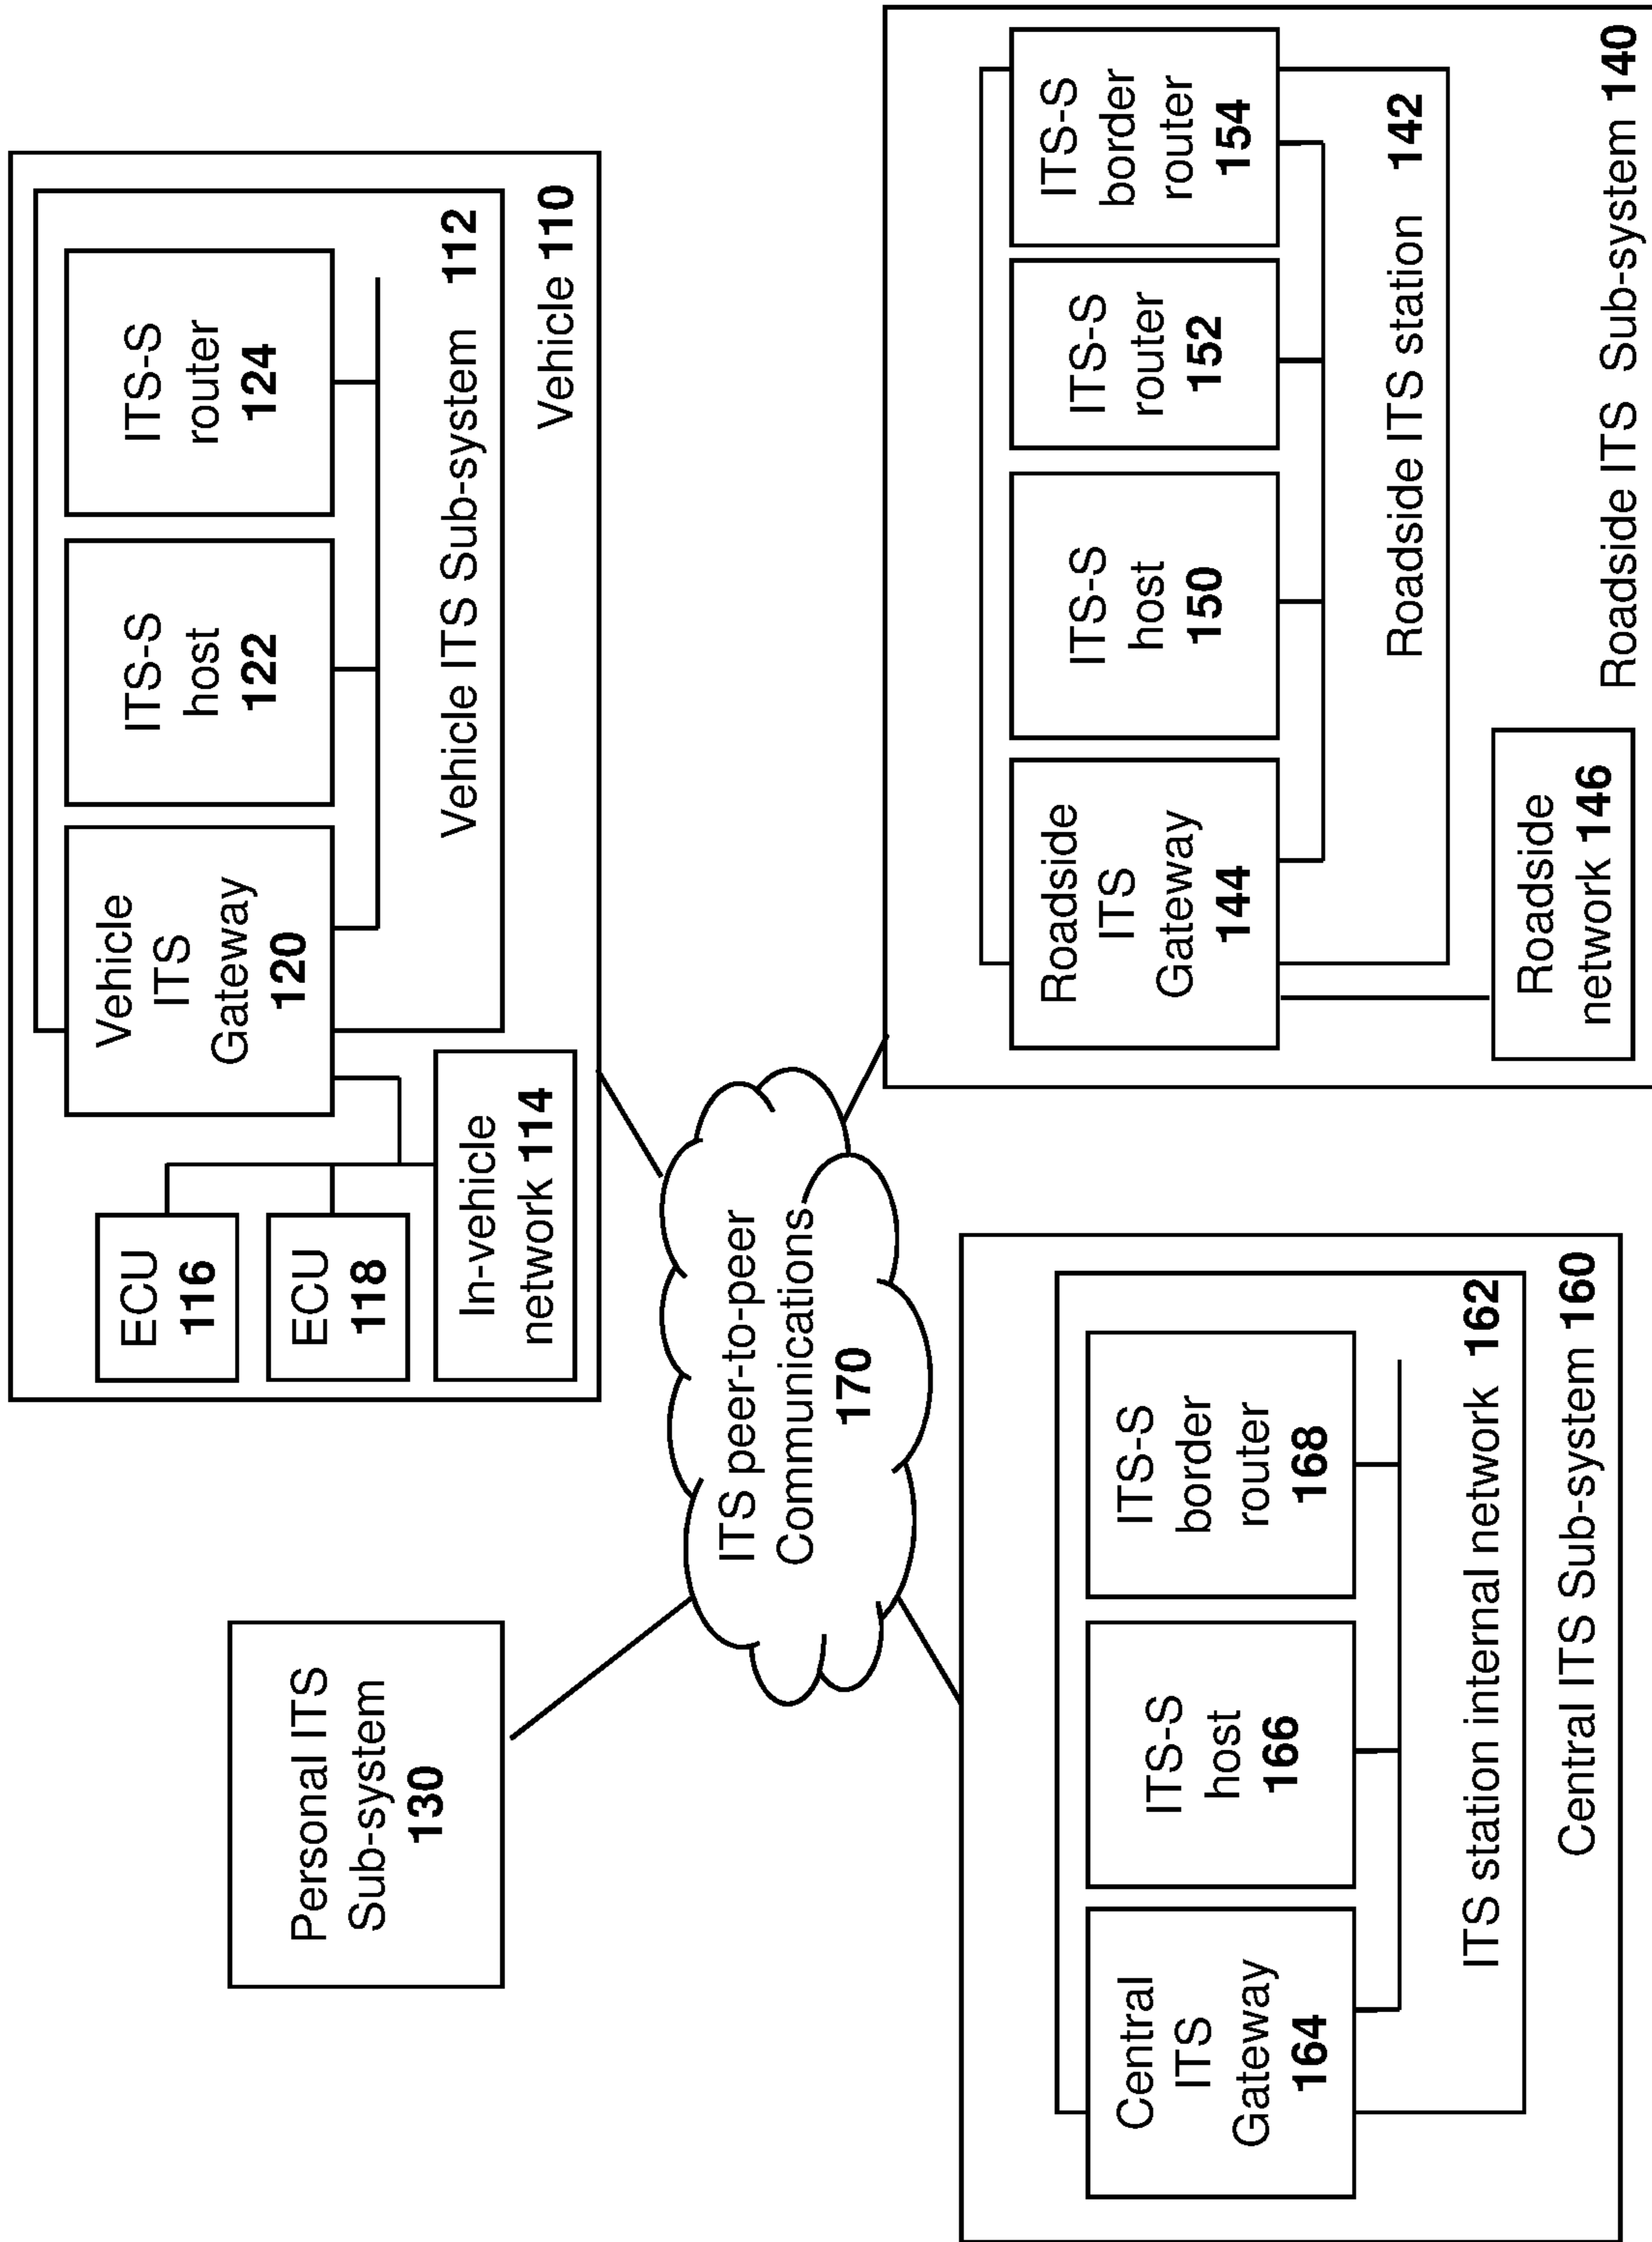 Personal ITS
Sub-system
130
ECU
116
ECU
118
In-vehicle
network 114
Vehicle
ITS
Gateway
120
ITS-S
host
122
ITS-S
router
124
Vehicle ITS Sub-system 112
Vehicle 110
ITS peer-to-peer
Communications
170
Central
ITS
Gateway
164
ITS-S
host
166
ITS-S
border
router
168
ITS station internal network 162
Central ITS Sub-system 160
Roadside
ITS
Gateway
144
ITS-S
host
150
ITS-S
router
152
ITS-S
border
router
154
Roadside ITS station 142
Roadside
network 146
Roadside ITS Sub-system 140